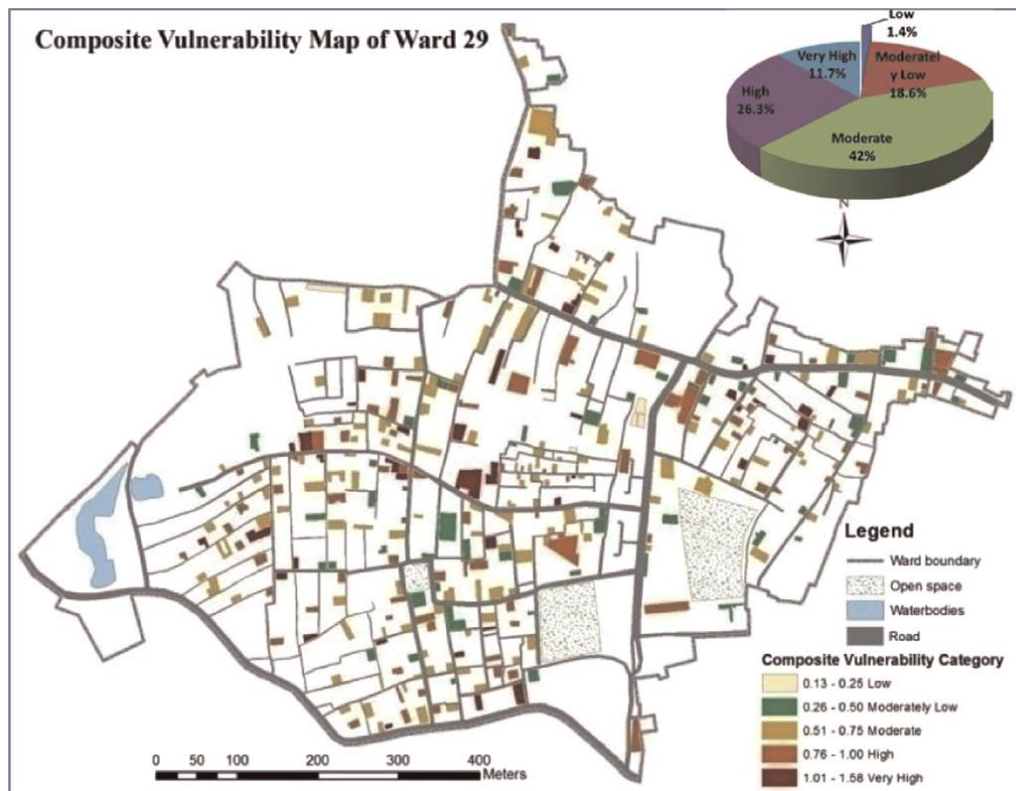 Composite Vulnerability Map of Ward 29
Low
1.4%
Very High
11.7%
Moderatel
y Low
18.6%
High
26.3%
Moderate
42%
N
Legend
Ward boundary
Open space
Waterbodies
Road
Composite Vulnerability Category
0.13 - 0.25 Low
0.26 - 0.50 Moderately Low
0.51 - 0.75 Moderate
0.76 - 1.00 High
1.01 - 1.58 Very High
0 50 100 200 300 400
Meters